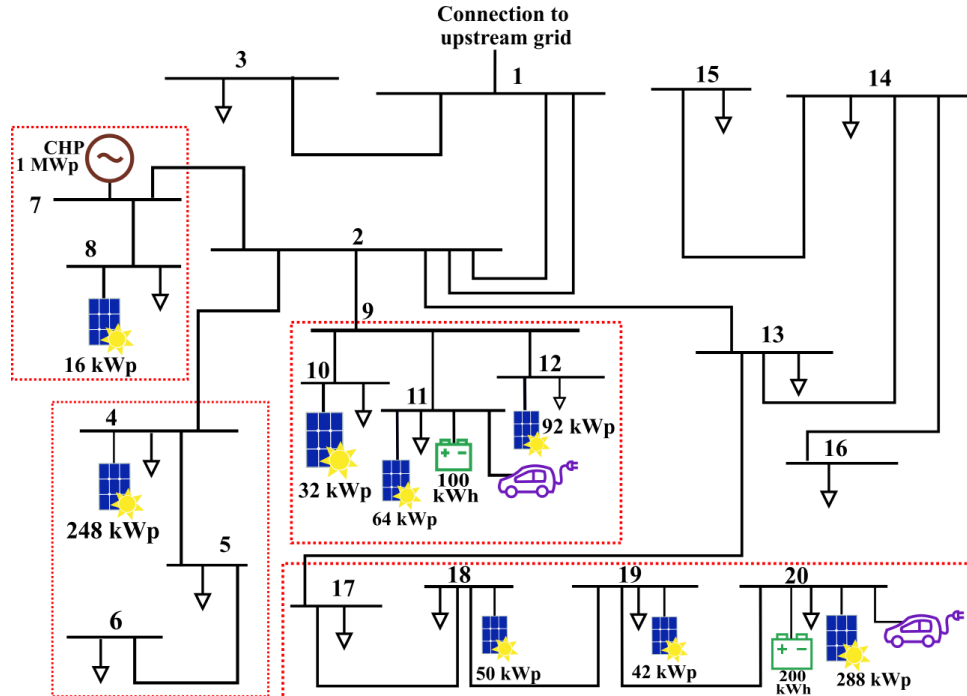 Connection to
upstream grid
3
1
15
14
CHP
1 MWp
7
8
2
16 kWp
9
13
10
12
11
92 kWp
4
32 kWp
100
kWh
64 kWp
16
248 kWp
5
6
17
18
19
20
50 kWp
42 kWp
200
kWh
288 kWp